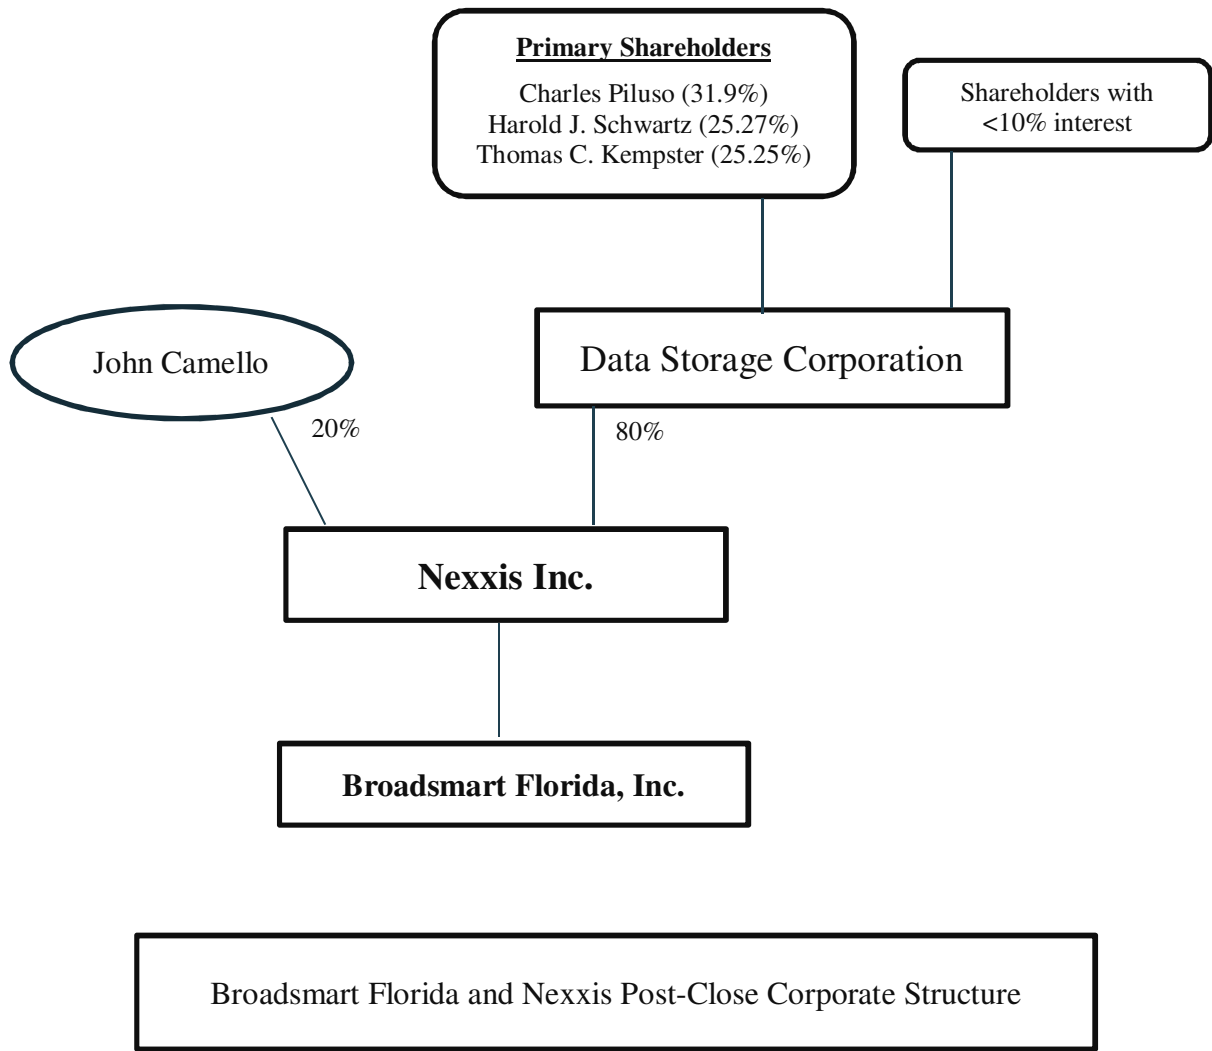 Primary Shareholders
Charles Piluso (31.9%)
Harold J. Schwartz (25.27%)
Thomas C. Kempster (25.25%)
Shareholders with
<10% interest
John Camello
Data Storage Corporation
20%
80%
Nexxis Inc.
Broadsmart Florida, Inc.
Broadsmart Florida and Nexxis Post-Close Corporate Structure